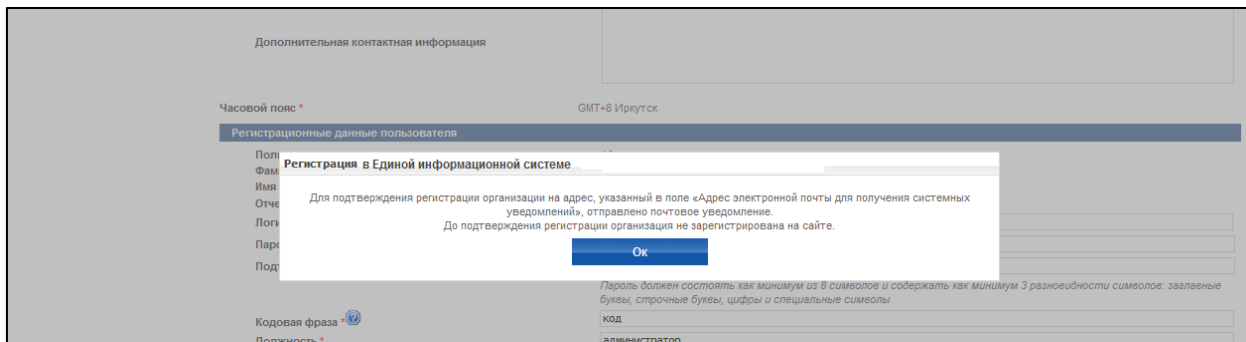 Дополнительная контактная информация
Часовой пояс * GMT+8 Иркутск
Регистрационные данные пользователя
Регистрация в Единой информационной системе
Для подтверждения регистрации организации на адрес, указанный в поле «Адрес электронной почты для получения системных
уведомлений», отправлено почтовое уведомление.
До подтверждения регистрации организация не зарегистрирована на сайте.
Ок
Имя
Пароль должен состоять как минимум из 8 символов и содержать как минимум 3 разновидности символов: заглавные
буквы, строчные буквы, цифры и специальные символы
Кодовая фраза * код
Должность * администратор